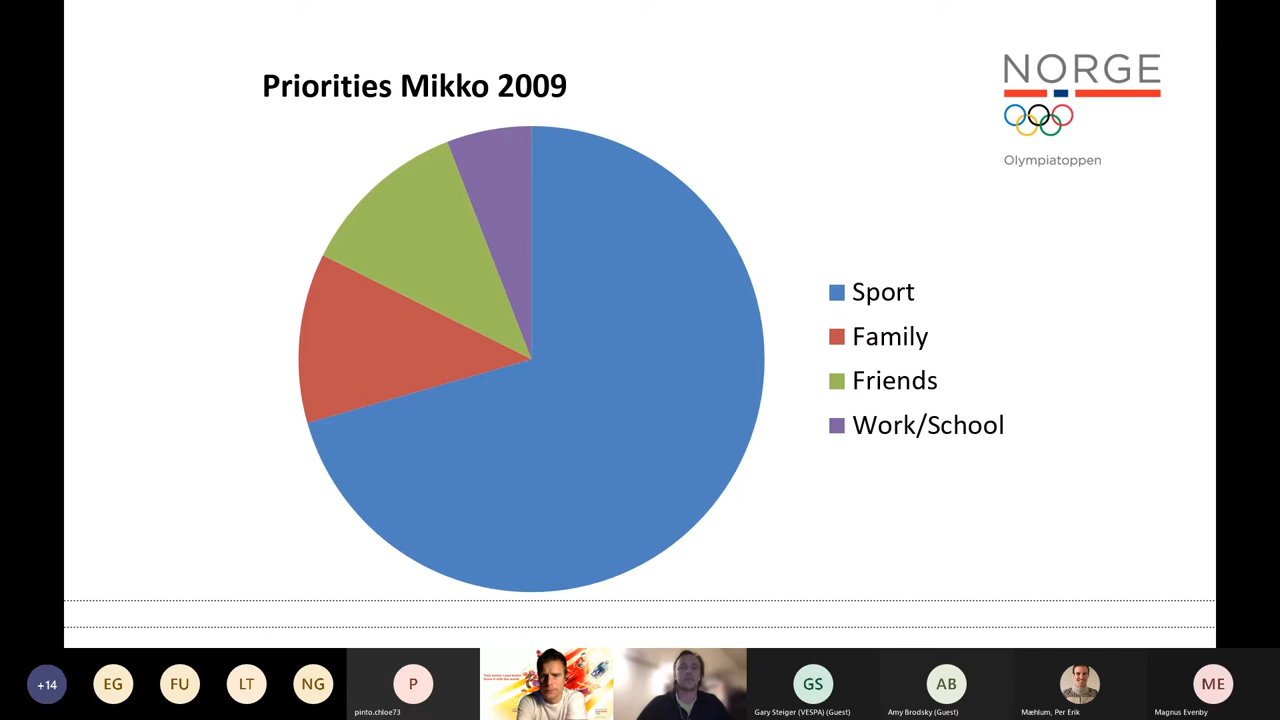 Priorities Mikko 2009
NORGE
Olympiatoppen
Sport
Family
Friends
Work/School
+14
EG
FU
LT
NG
P
pinto.chloe73
GS
Gary Steiger (VESPA) (Guest)
AB
Amy Brodsky (Guest)
Mæhlum, Per Erik
ME
Magnus Evenby